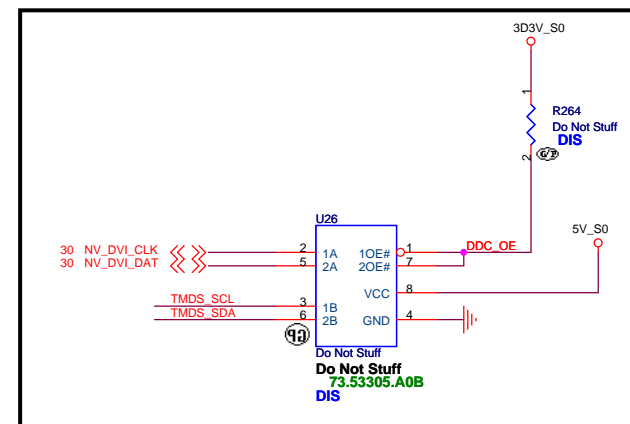 3D3V_S0
1
R264
Do Not Stuff
DIS
2
G/P
U26
5V_S0
30 NV_DVI_CLK
2 1A 1OE# 1
DDC_OE
30 NV_DVI_DAT
5 2A 2OE# 7
VCC 8
TMDS_SCL 3 1B
TMDS_SDA 6 2B GND 4
GP
Do Not Stuff
Do Not Stuff
73.53305.A0B
DIS